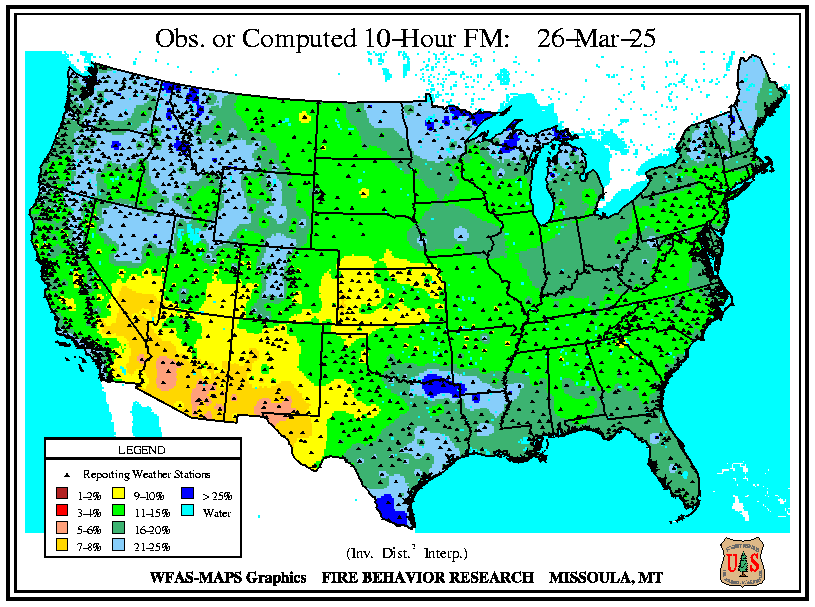 Obs. or Computed 10-Hour FM: 26-Mar-25
LEGEND
Reporting Weather Stations
1-2% 9-10% > 25%
3-4% 11-15% Water
5-6% 16-20%
7-8% 21-25%
(Inv. Dist.² Interp.)
WFAS-MAPS Graphics FIRE BEHAVIOR RESEARCH MISSOULA, MT
U S